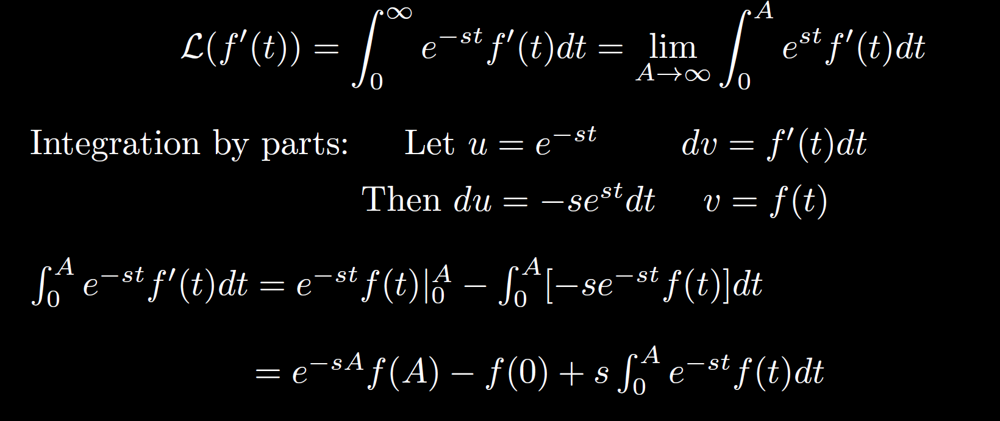 ℒ(f′(t)) = ∫₀^∞ e^{−st} f′(t)dt = lim_{A→∞} ∫₀^A e^{st} f′(t)dt
Integration by parts: Let u = e^{−st} dv = f′(t)dt
Then du = −se^{st}dt v = f(t)
∫₀^A e^{−st} f′(t)dt = e^{−st} f(t)|₀^A − ∫₀^A [−se^{−st} f(t)]dt
= e^{−sA} f(A) − f(0) + s ∫₀^A e^{−st} f(t)dt